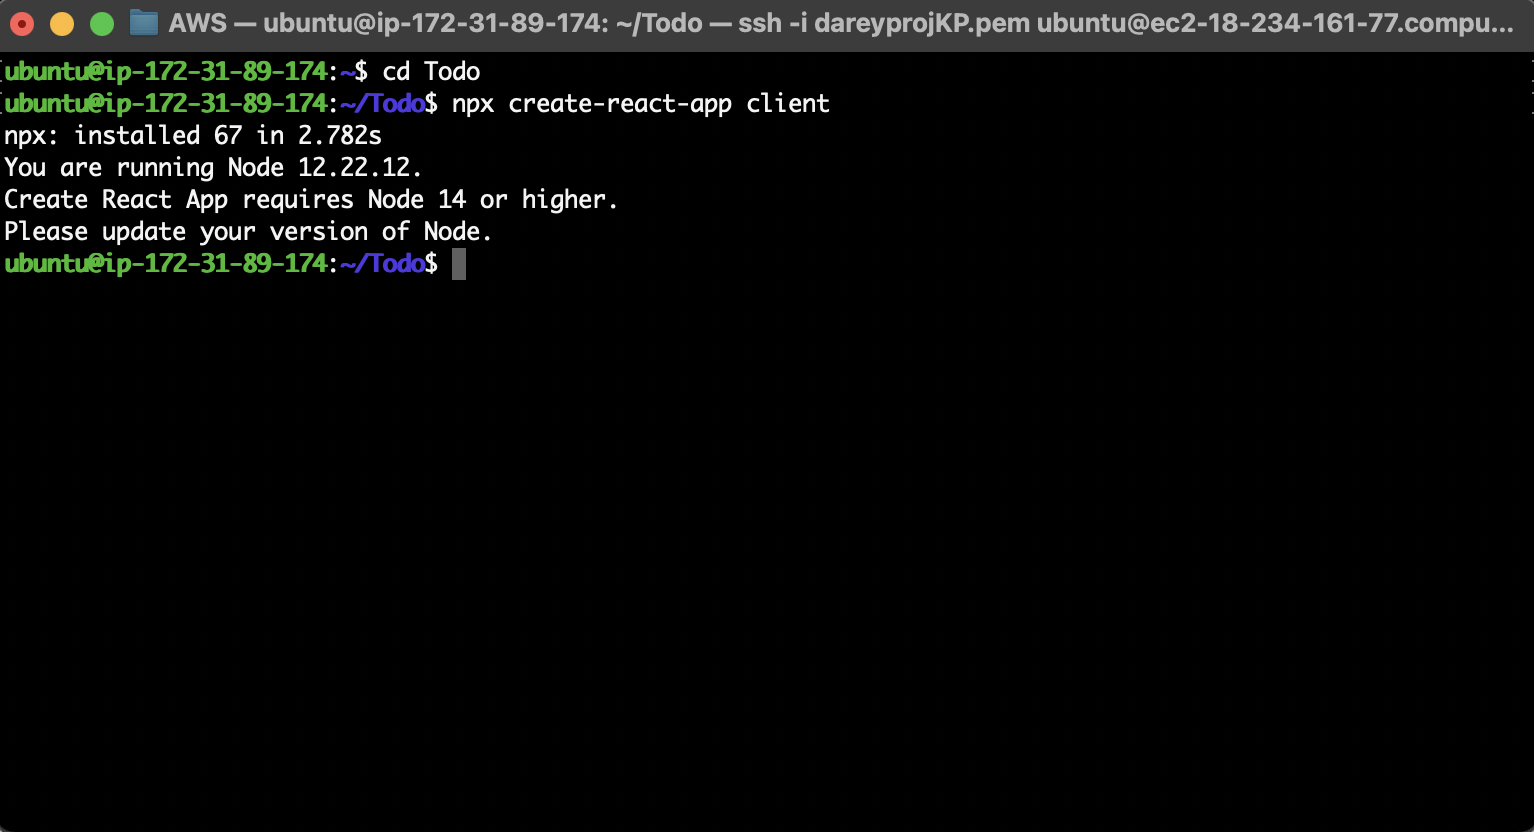 AWS — ubuntu@ip-172-31-89-174: ~/Todo — ssh -i dareyprojKP.pem ubuntu@ec2-18-234-161-77.compu...
ubuntu@ip-172-31-89-174:~$ cd Todo
ubuntu@ip-172-31-89-174:~/Todo$ npx create-react-app client
npx: installed 67 in 2.782s
You are running Node 12.22.12.
Create React App requires Node 14 or higher.
Please update your version of Node.
ubuntu@ip-172-31-89-174:~/Todo$